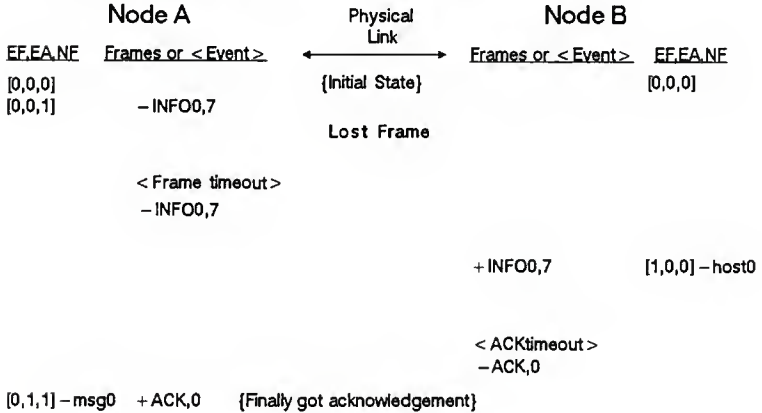 Node A Physical Link Node B
EF,EA,NF Frames or <Event> Frames or <Event> EF,EA,NF
[0,0,0] {Initial State} [0,0,0]
[0,0,1] –INFO0,7
Lost Frame
<Frame timeout>
–INFO0,7
+INFO0,7 [1,0,0] –host0
<ACKtimeout>
–ACK,0
[0,1,1] –msg0 +ACK,0 {Finally got acknowledgement}